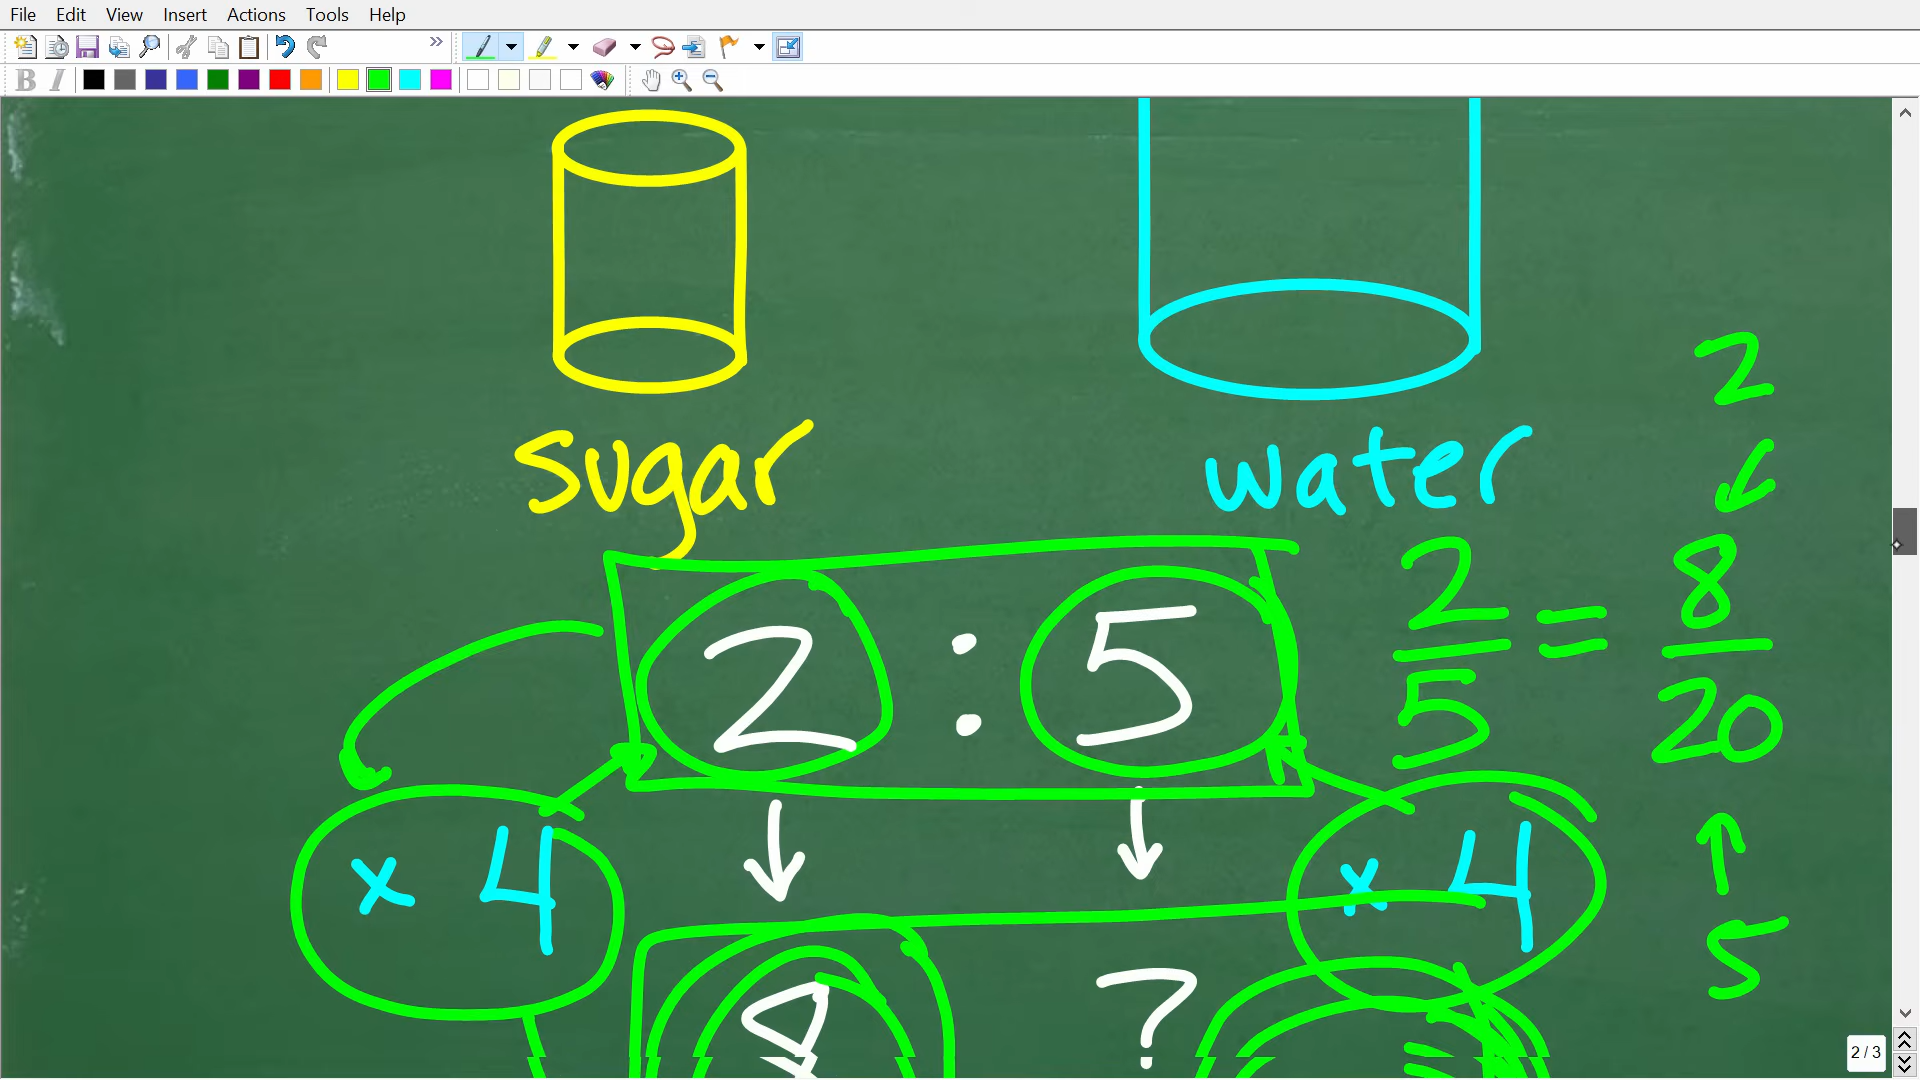 File Edit View Insert Actions Tools Help
B I
sugar water
2
2 : 5
2/5 = 8/20
x 4 x 4
5
8 ?
2 / 3